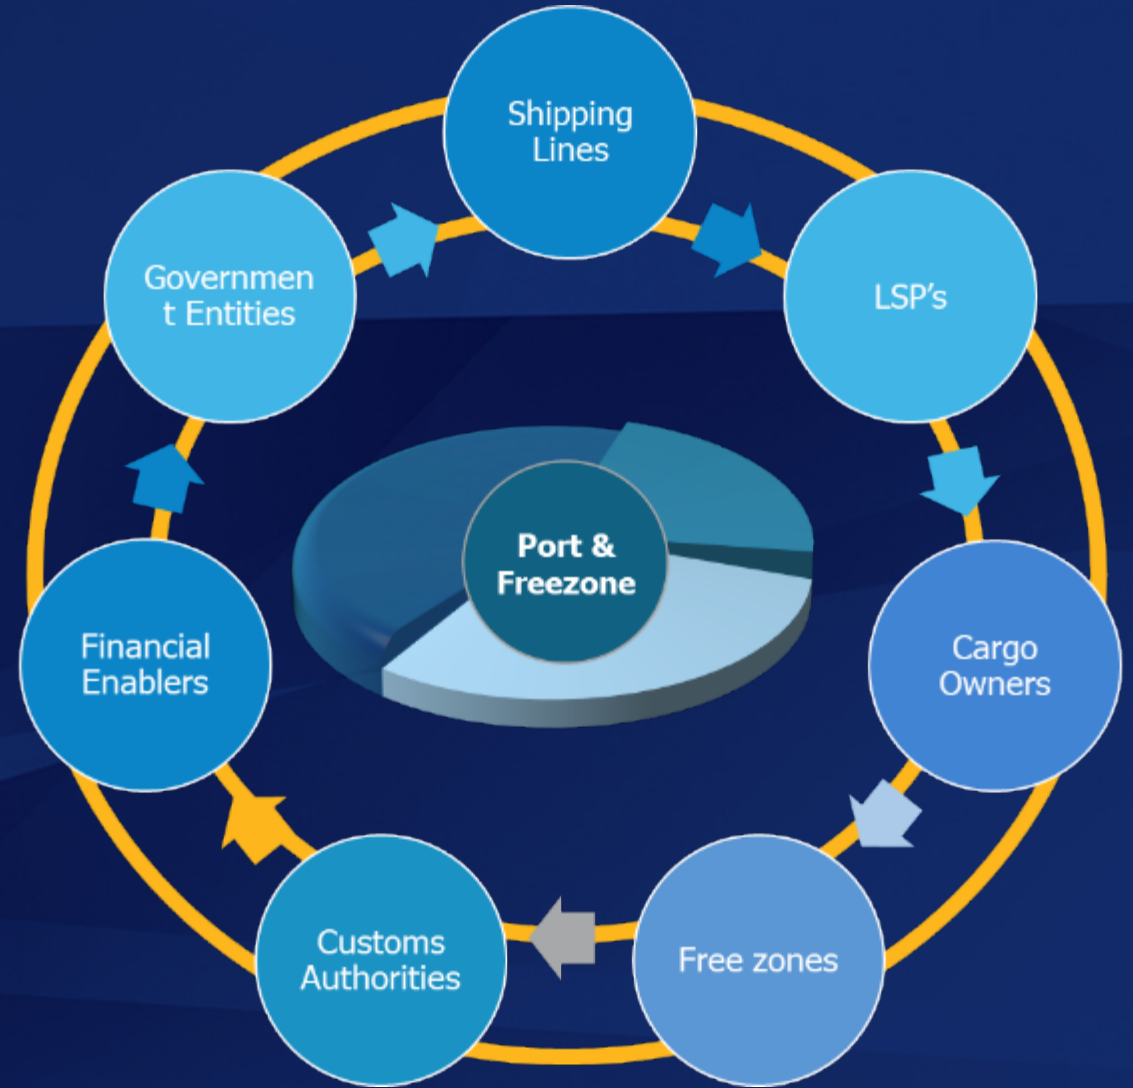 Shipping
Lines
LSP's
Cargo
Owners
Free zones
Customs
Authorities
Financial
Enablers
Governmen
t Entities
Port &
Freezone